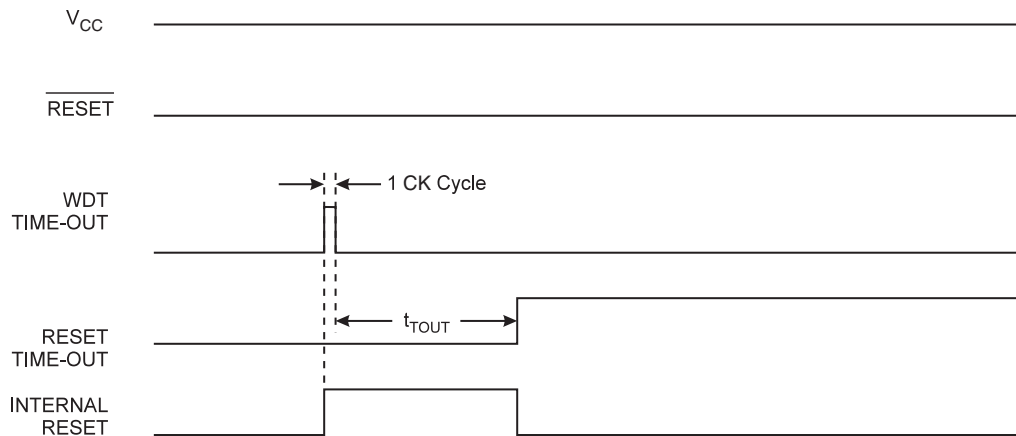 VCC
RESET
1 CK Cycle
WDT
TIME-OUT
tTOUT
RESET
TIME-OUT
INTERNAL
RESET